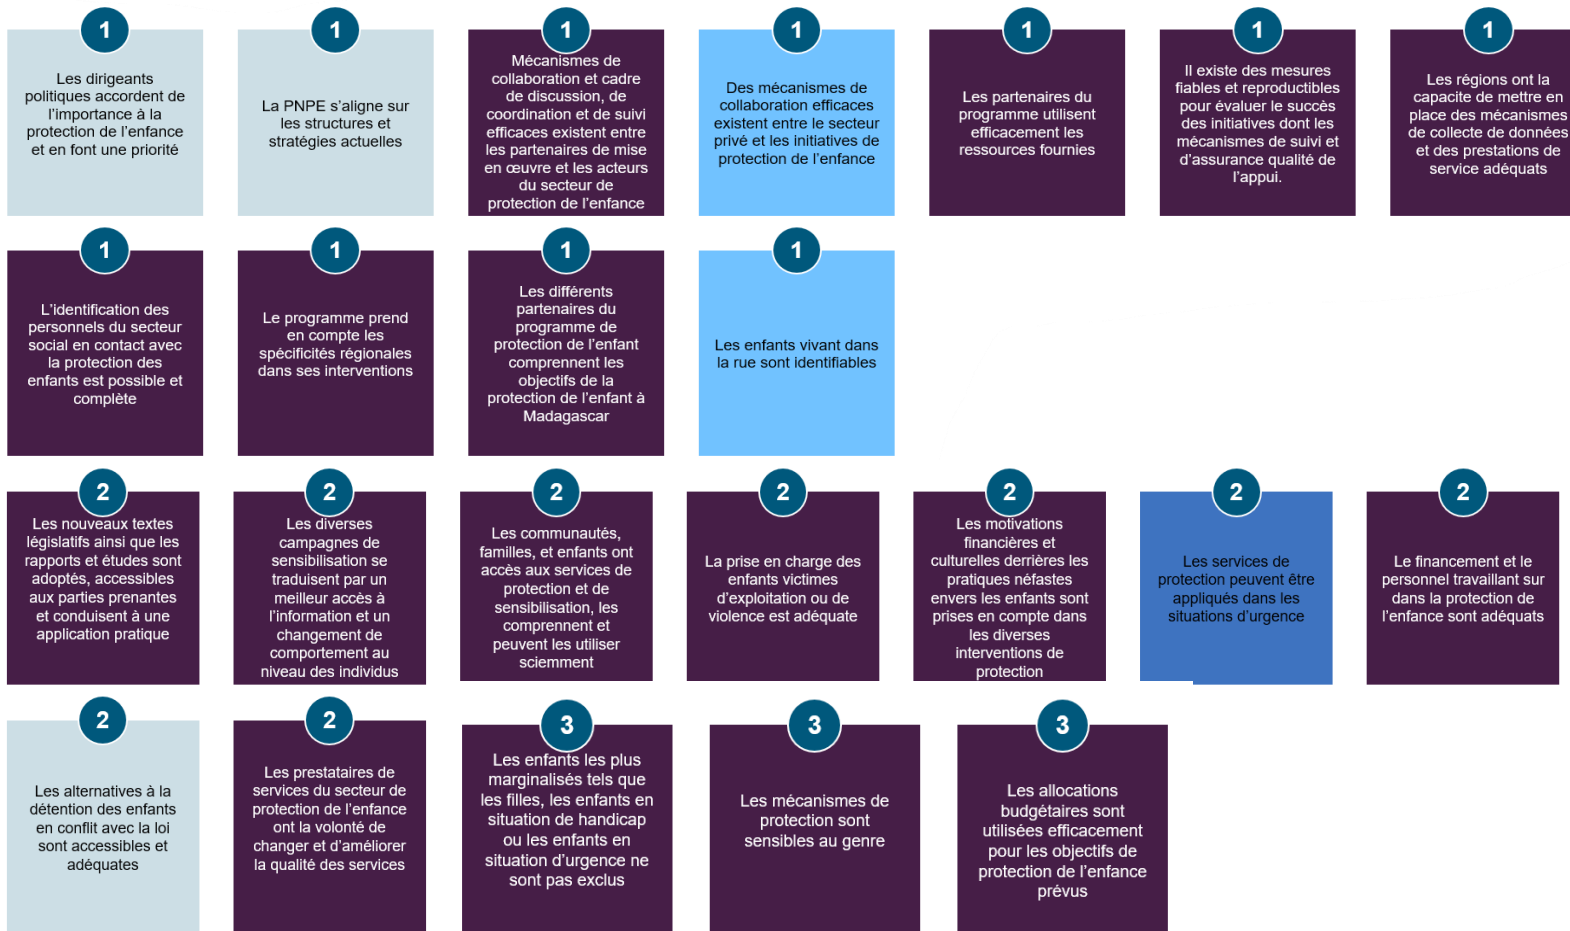 1
Les dirigeants
politiques accordent de
l’importance à la
protection de l’enfance
et en font une priorité
1
La PNPE s’aligne sur
les structures et
stratégies actuelles
1
Mécanismes de
collaboration et cadre
de discussion, de
coordination et de suivi
efficaces existent entre
les partenaires de mise
en œuvre et les acteurs
du secteur de
protection de l’enfance
1
Des mécanismes de
collaboration efficaces
existent entre le secteur
privé et les initiatives de
protection de l’enfance
1
Les partenaires du
programme utilisent
efficacement les
ressources fournies
1
Il existe des mesures
fiables et reproductibles
pour évaluer le succès
des initiatives dont les
mécanismes de suivi et
d’assurance qualité de
l’appui.
1
Les régions ont la
capacite de mettre en
place des mécanismes
de collecte de données
et des prestations de
service adéquats
1
L’identification des
personnels du secteur
social en contact avec
la protection des
enfants est possible et
complète
1
Le programme prend
en compte les
spécificités régionales
dans ses interventions
1
Les différents
partenaires du
programme de
protection de l’enfant
comprennent les
objectifs de la
protection de l’enfant à
Madagascar
1
Les enfants vivant dans
la rue sont identifiables
2
Les nouveaux textes
législatifs ainsi que les
rapports et études sont
adoptés, accessibles
aux parties prenantes
et conduisent à une
application pratique
2
Les diverses
campagnes de
sensibilisation se
traduisent par un
meilleur accès à
l’information et un
changement de
comportement au
niveau des individus
2
Les communautés,
familles, et enfants ont
accès aux services de
protection et de
sensibilisation, les
comprennent et
peuvent les utiliser
sciemment
2
La prise en charge des
enfants victimes
d’exploitation ou de
violence est adéquate
2
Les motivations
financières et
culturelles derrières les
pratiques néfastes
envers les enfants sont
prises en compte dans
les diverses
interventions de
protection
2
Les services de
protection peuvent être
appliqués dans les
situations d’urgence
2
Le financement et le
personnel travaillant sur
dans la protection de
l’enfance sont adéquats
2
Les alternatives à la
détention des enfants
en conflit avec la loi
sont accessibles et
adéquates
2
Les prestataires de
services du secteur de
protection de l’enfance
ont la volonté de
changer et d’améliorer
la qualité des services
3
Les enfants les plus
marginalisés tels que
les filles, les enfants en
situation de handicap
ou les enfants en
situation d’urgence ne
sont pas exclus
3
Les mécanismes de
protection sont
sensibles au genre
3
Les allocations
budgétaires sont
utilisées efficacement
pour les objectifs de
protection de l’enfance
prévus